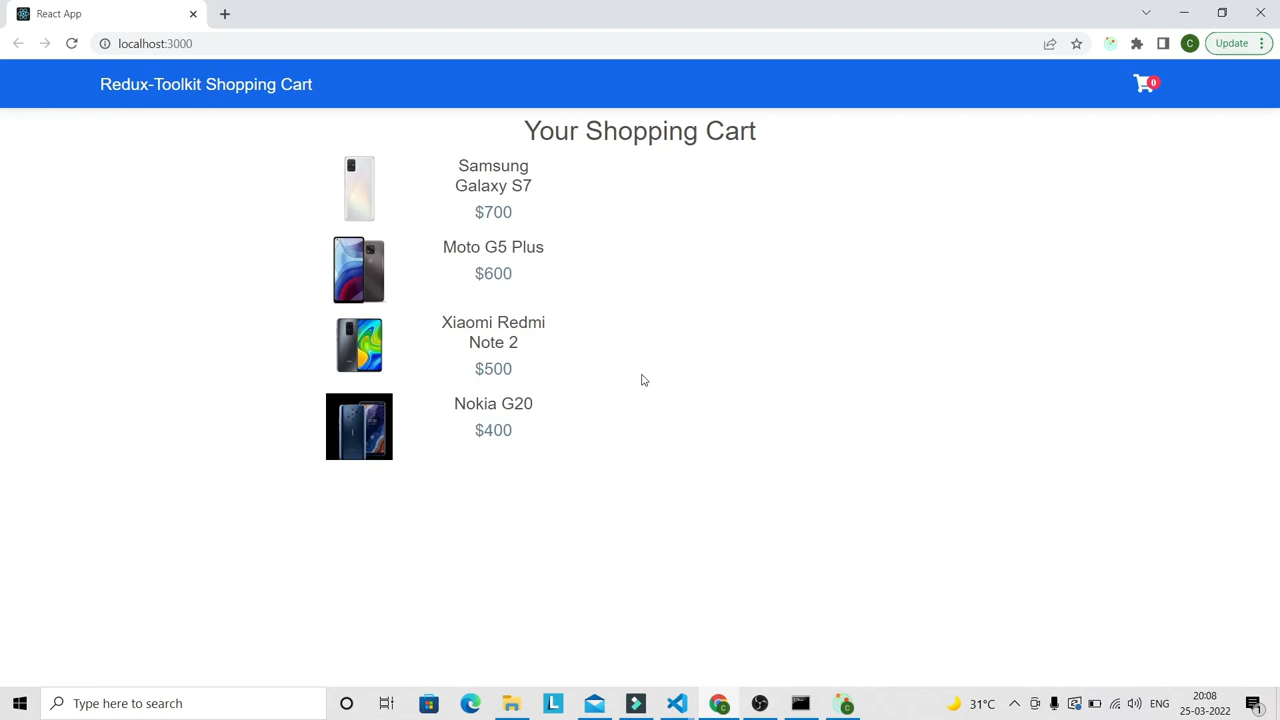 React App
localhost:3000
Update
Redux-Toolkit Shopping Cart
0
Your Shopping Cart
Samsung
Galaxy S7
$700
Moto G5 Plus
$600
Xiaomi Redmi
Note 2
$500
Nokia G20
$400
Type here to search
31°C
ENG
20:08
25-03-2022
1